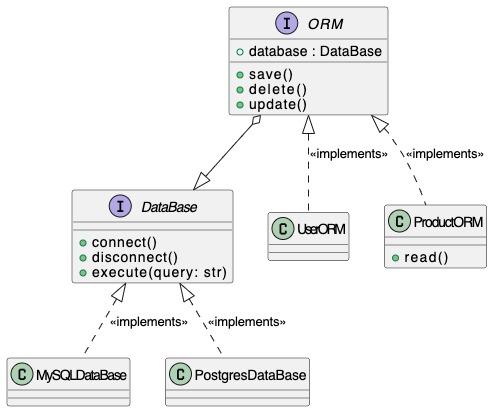 I ORM
database : DataBase
save()
delete()
update()
«implements»
«implements»
I DataBase
connect()
disconnect()
execute(query: str)
C UserORM
C ProductORM
read()
«implements»
«implements»
C MySQLDataBase
C PostgresDataBase